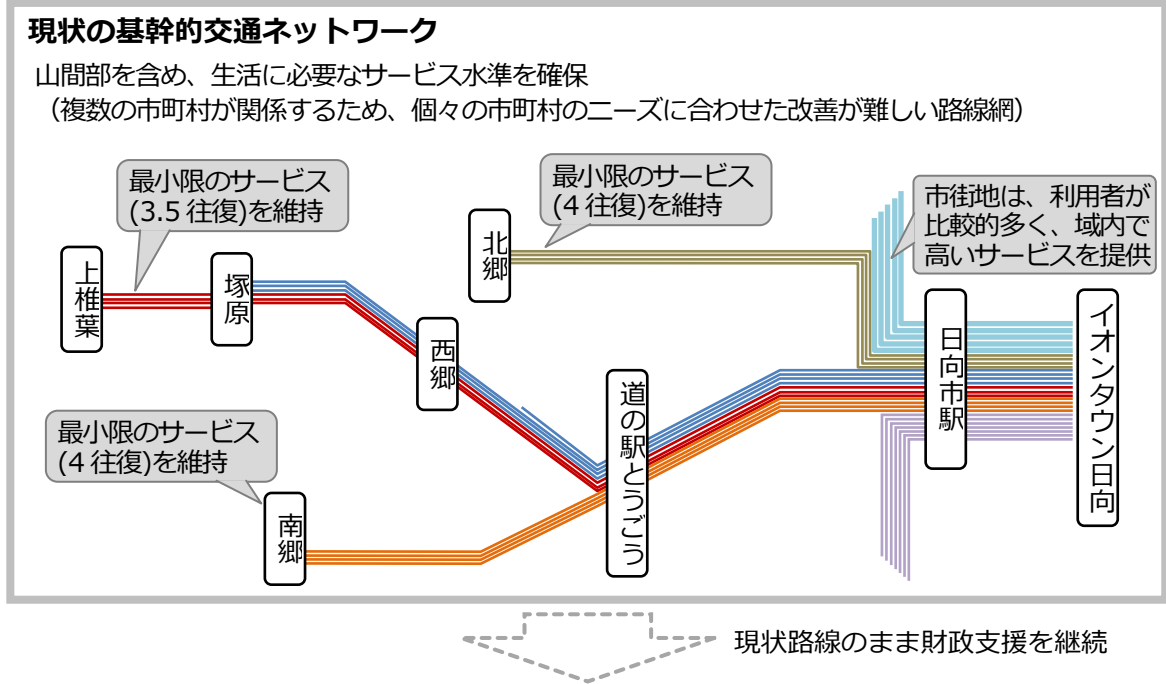 現状の基幹的交通ネットワーク
山間部を含め、生活に必要なサービス水準を確保
（複数の市町村が関係するため、個々の市町村のニーズに合わせた改善が難しい路線網）
最小限のサービス
(3.5 往復)を維持
最小限のサービス
(4 往復)を維持
市街地は、利用者が
比較的多く、域内で
高いサービスを提供
上椎葉
塚原
北郷
西郷
道の駅とうごう
日向市駅
イオンタウン日向
最小限のサービス
(4 往復)を維持
南郷
現状路線のまま財政支援を継続